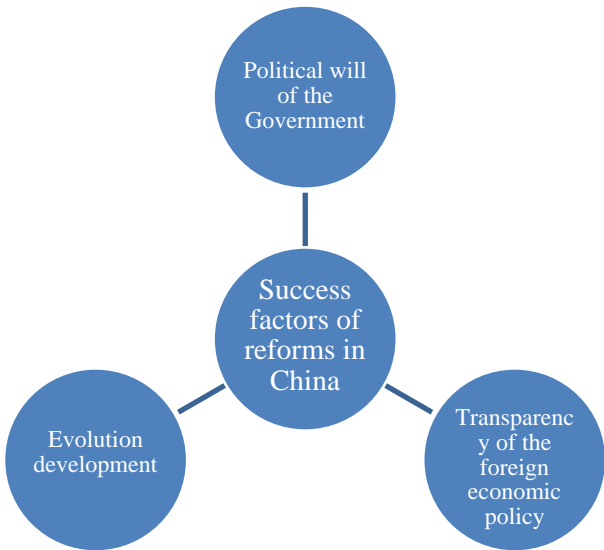 Political will
of the
Government
Success
factors of
reforms in
China
Evolution
development
Transparenc
y of the
foreign
economic
policy